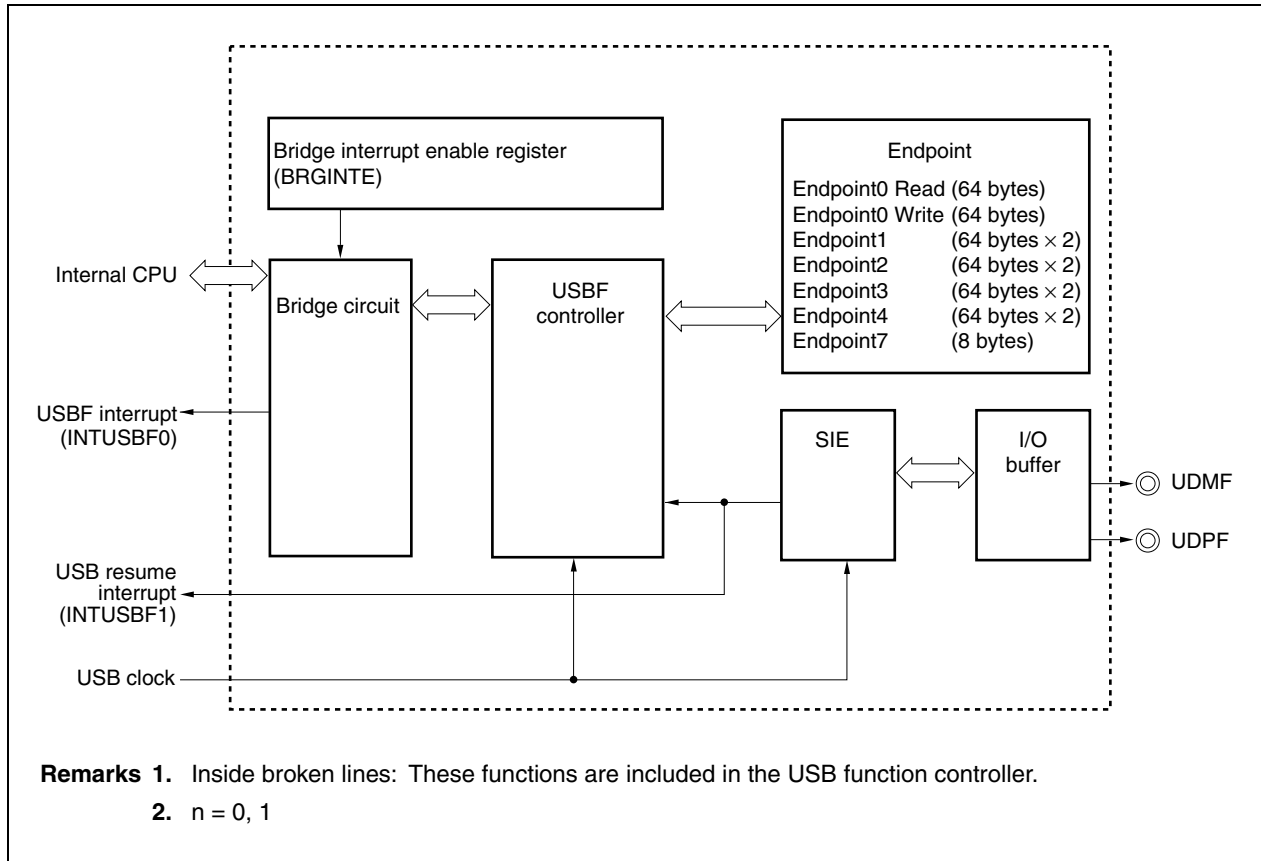 Bridge interrupt enable register
(BRGINTE)
Endpoint
Endpoint0 Read (64 bytes)
Endpoint0 Write (64 bytes)
Endpoint1 (64 bytes × 2)
Endpoint2 (64 bytes × 2)
Endpoint3 (64 bytes × 2)
Endpoint4 (64 bytes × 2)
Endpoint7 (8 bytes)
Internal CPU
Bridge circuit
USBF
controller
USBF interrupt
(INTUSBF0)
SIE
I/O
buffer
UDMF
UDPF
USB resume
interrupt
(INTUSBF1)
USB clock
Remarks 1. Inside broken lines: These functions are included in the USB function controller.
2. n = 0, 1